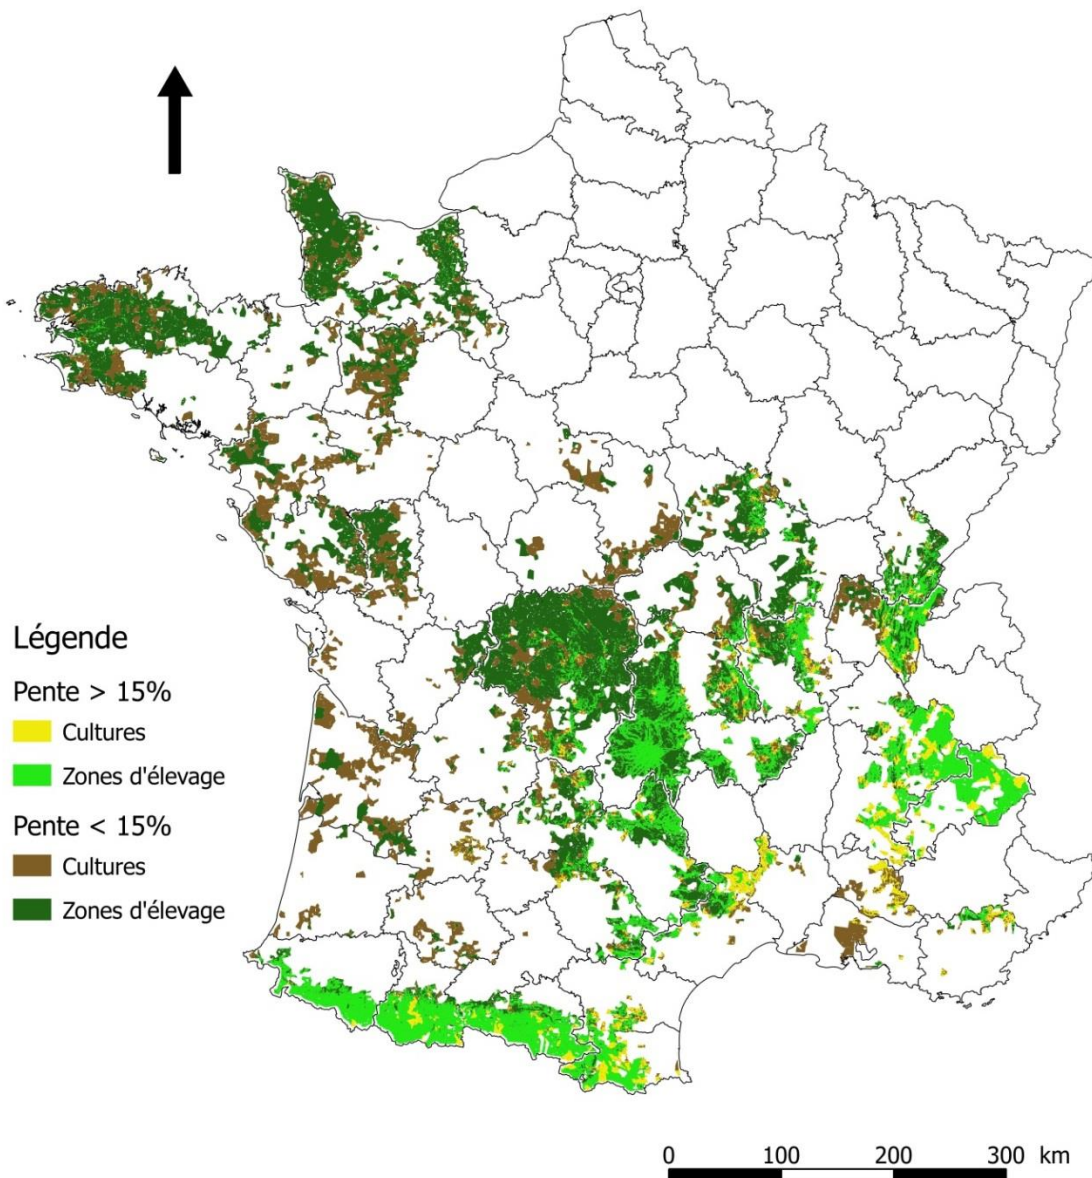 Légende
Pente > 15%
Cultures
Zones d'élevage
Pente < 15%
Cultures
Zones d'élevage
0 100 200 300 km